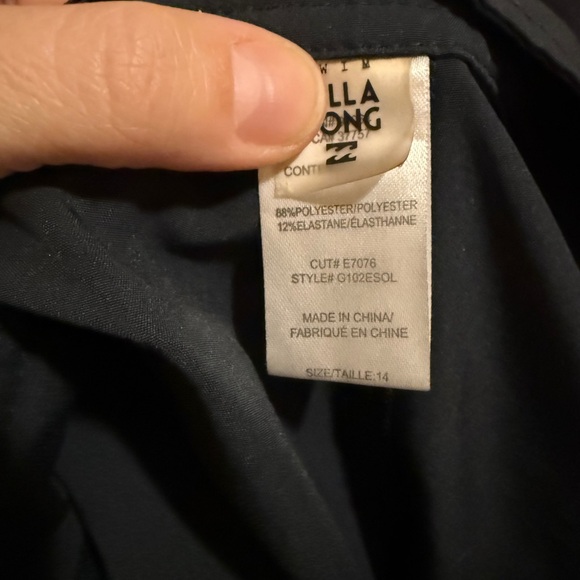 LLA
ONG
CA# 37757
CONT
88%POLYESTER/POLYESTER
12%ELASTANE/ÉLASTHANNE
CUT# E7076
STYLE# G102ESOL
MADE IN CHINA/
FABRIQUÉ EN CHINE
SIZE/TAILLE:14